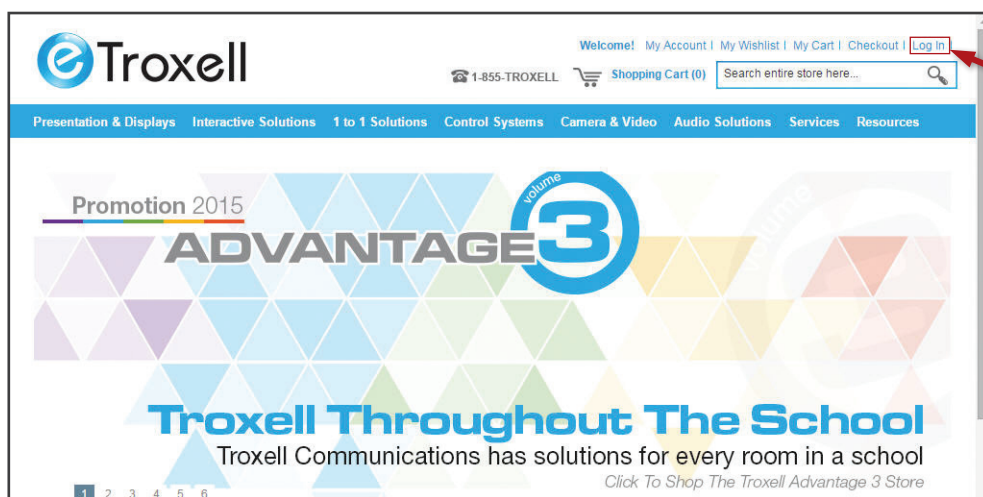 eTroxell
Welcome! My Account | My Wishlist | My Cart | Checkout | Log In
1-855-TROXELL Shopping Cart (0) Search entire store here...
Presentation & Displays Interactive Solutions 1 to 1 Solutions Control Systems Camera & Video Audio Solutions Services Resources
Promotion 2015
volume
ADVANTAGE 3
Troxell Throughout The School
Troxell Communications has solutions for every room in a school
Click To Shop The Troxell Advantage 3 Store
1 2 3 4 5 6